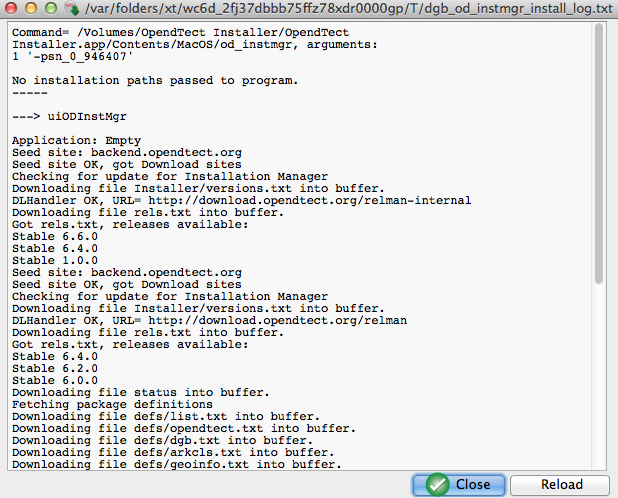 /var/folders/xt/wc6d_2fj37dbbb75ffz78xdr0000gp/T/dgb_od_instmgr_install_log.txt
Command= /Volumes/OpendTect Installer/OpendTect
Installer.app/Contents/MacOS/od_instmgr, arguments:
1 '-psn_0_946407'
No installation paths passed to program.
-----
---> uiODInstMgr
Application: Empty
Seed site: backend.opendtect.org
Seed site OK, got Download sites
Checking for update for Installation Manager
Downloading file Installer/versions.txt into buffer.
DLHandler OK, URL= http://download.opendtect.org/relman-internal
Downloading file rels.txt into buffer.
Got rels.txt, releases available:
Stable 6.6.0
Stable 6.4.0
Stable 1.0.0
Seed site: backend.opendtect.org
Seed site OK, got Download sites
Checking for update for Installation Manager
Downloading file Installer/versions.txt into buffer.
DLHandler OK, URL= http://download.opendtect.org/relman
Downloading file rels.txt into buffer.
Got rels.txt, releases available:
Stable 6.4.0
Stable 6.2.0
Stable 6.0.0
Downloading file status into buffer.
Fetching package definitions
Downloading file defs/list.txt into buffer.
Downloading file defs/opendtect.txt into buffer.
Downloading file defs/dgb.txt into buffer.
Downloading file defs/arkcls.txt into buffer.
Downloading file defs/geoinfo.txt into buffer.
Close
Reload